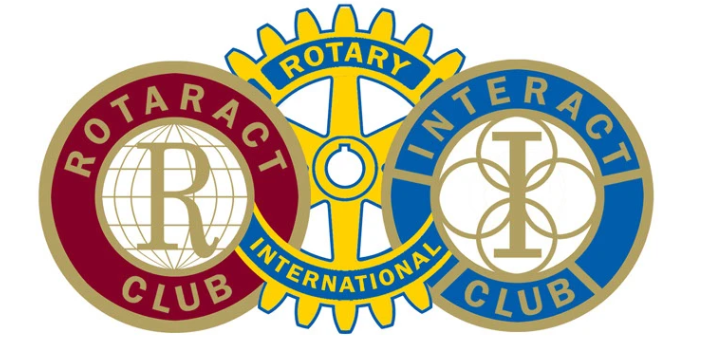 ROTARACT
R
CLUB
ROTARY
INTERNATIONAL
INTERACT
I
CLUB